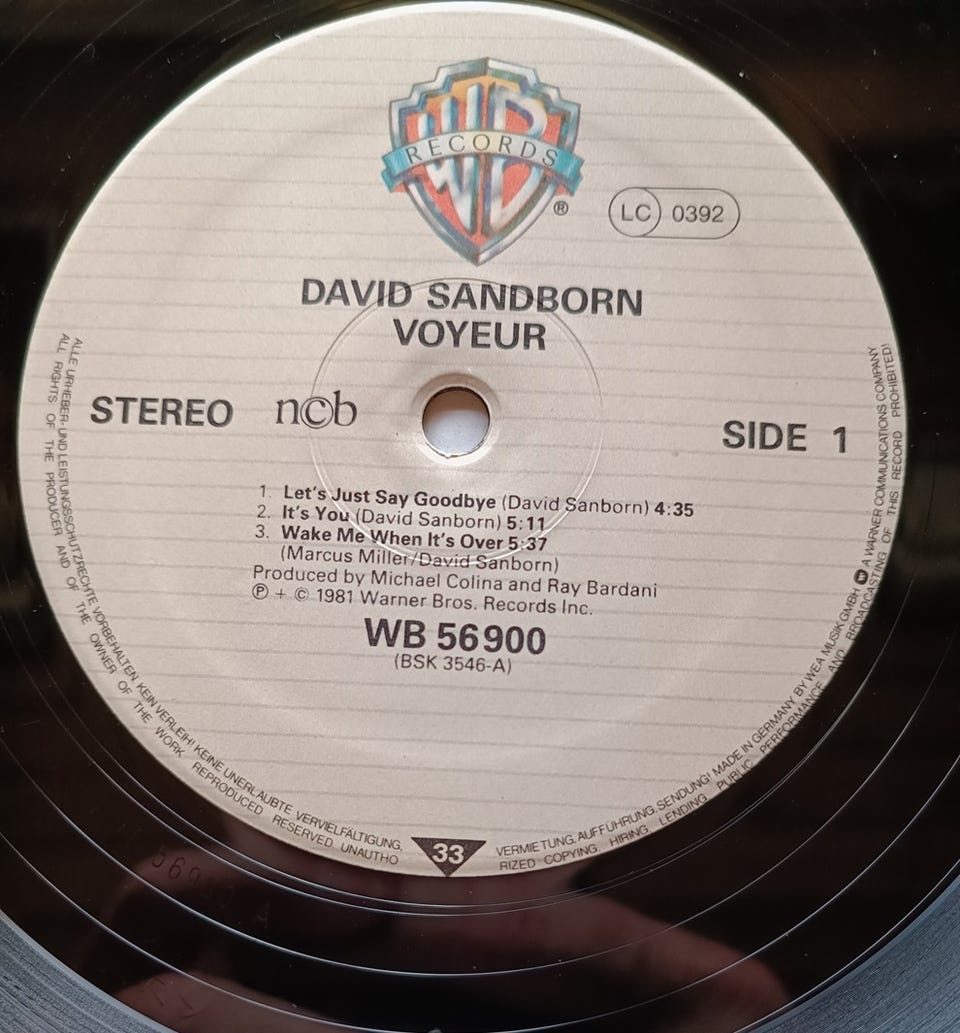 WB
RECORDS
®
LC 0392
DAVID SANDBORN
VOYEUR
STEREO ncb
SIDE 1
1. Let's Just Say Goodbye (David Sanborn) 4:35
2. It's You (David Sanborn) 5:11
3. Wake Me When It's Over 5:37
(Marcus Miller/David Sanborn)
Produced by Michael Colina and Ray Bardani
℗ + © 1981 Warner Bros. Records Inc.
WB 56 900
(BSK 3546-A)
33
ALLE URHEBER- UND LEISTUNGSSCHUTZRECHTE VORBEHALTEN. KEIN VERLEIH! KEINE UNERLAUBTE VERVIELFÄLTIGUNG, VERMIETUNG, AUFFÜHRUNG, SENDUNG! MADE IN GERMANY BY WEA MUSIK GMBH A WARNER COMMUNICATIONS COMPANY
ALL RIGHTS OF THE PRODUCER AND OF THE OWNER OF THE WORK REPRODUCED RESERVED. UNAUTHORIZED COPYING, HIRING, LENDING, PUBLIC PERFORMANCE AND BROADCASTING OF THIS RECORD PROHIBITED!